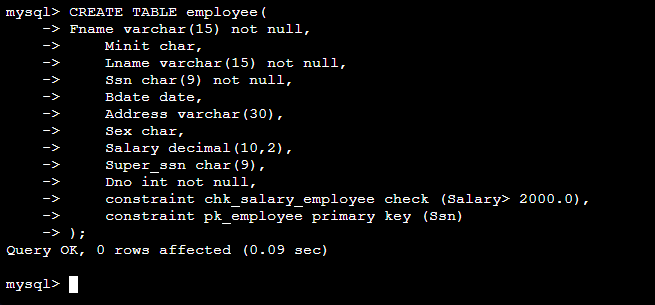 mysql> CREATE TABLE employee(
    -> Fname varchar(15) not null,
    ->     Minit char,
    ->     Lname varchar(15) not null,
    ->     Ssn char(9) not null,
    ->     Bdate date,
    ->     Address varchar(30),
    ->     Sex char,
    ->     Salary decimal(10,2),
    ->     Super_ssn char(9),
    ->     Dno int not null,
    ->     constraint chk_salary_employee check (Salary> 2000.0),
    ->     constraint pk_employee primary key (Ssn)
    -> );
Query OK, 0 rows affected (0.09 sec)
mysql>